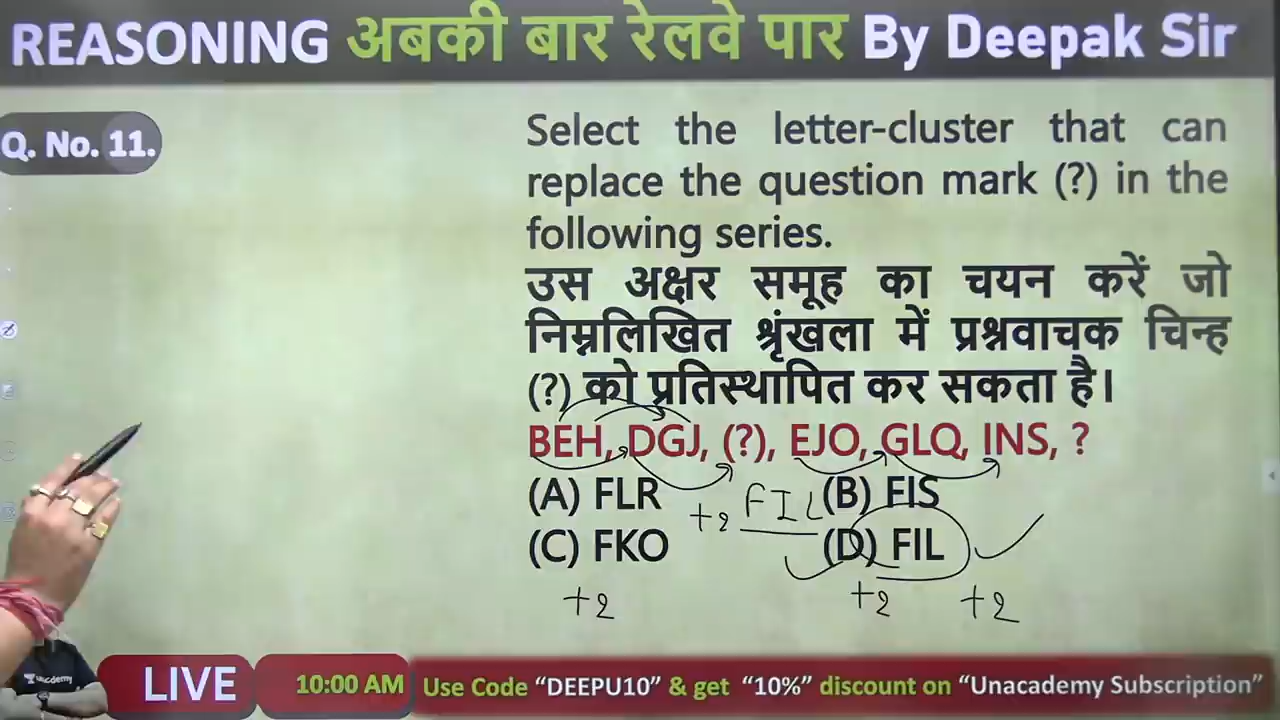 REASONING अबकी बार रेलवे पार By Deepak Sir
Q. No. 11.
Select the letter-cluster that can
replace the question mark (?) in the
following series.
उस अक्षर समूह का चयन करें जो
निम्नलिखित श्रृंखला में प्रश्नवाचक चिन्ह
(?) को प्रतिस्थापित कर सकता है।
BEH, DGJ, (?), EJO, GLQ, INS, ?
(A) FLR
(B) FIS
+2 FIL
(C) FKO
(D) FIL
+2
+2
+2
unacademy
LIVE
10:00 AM
Use Code “DEEPU10” & get “10%” discount on “Unacademy Subscription”